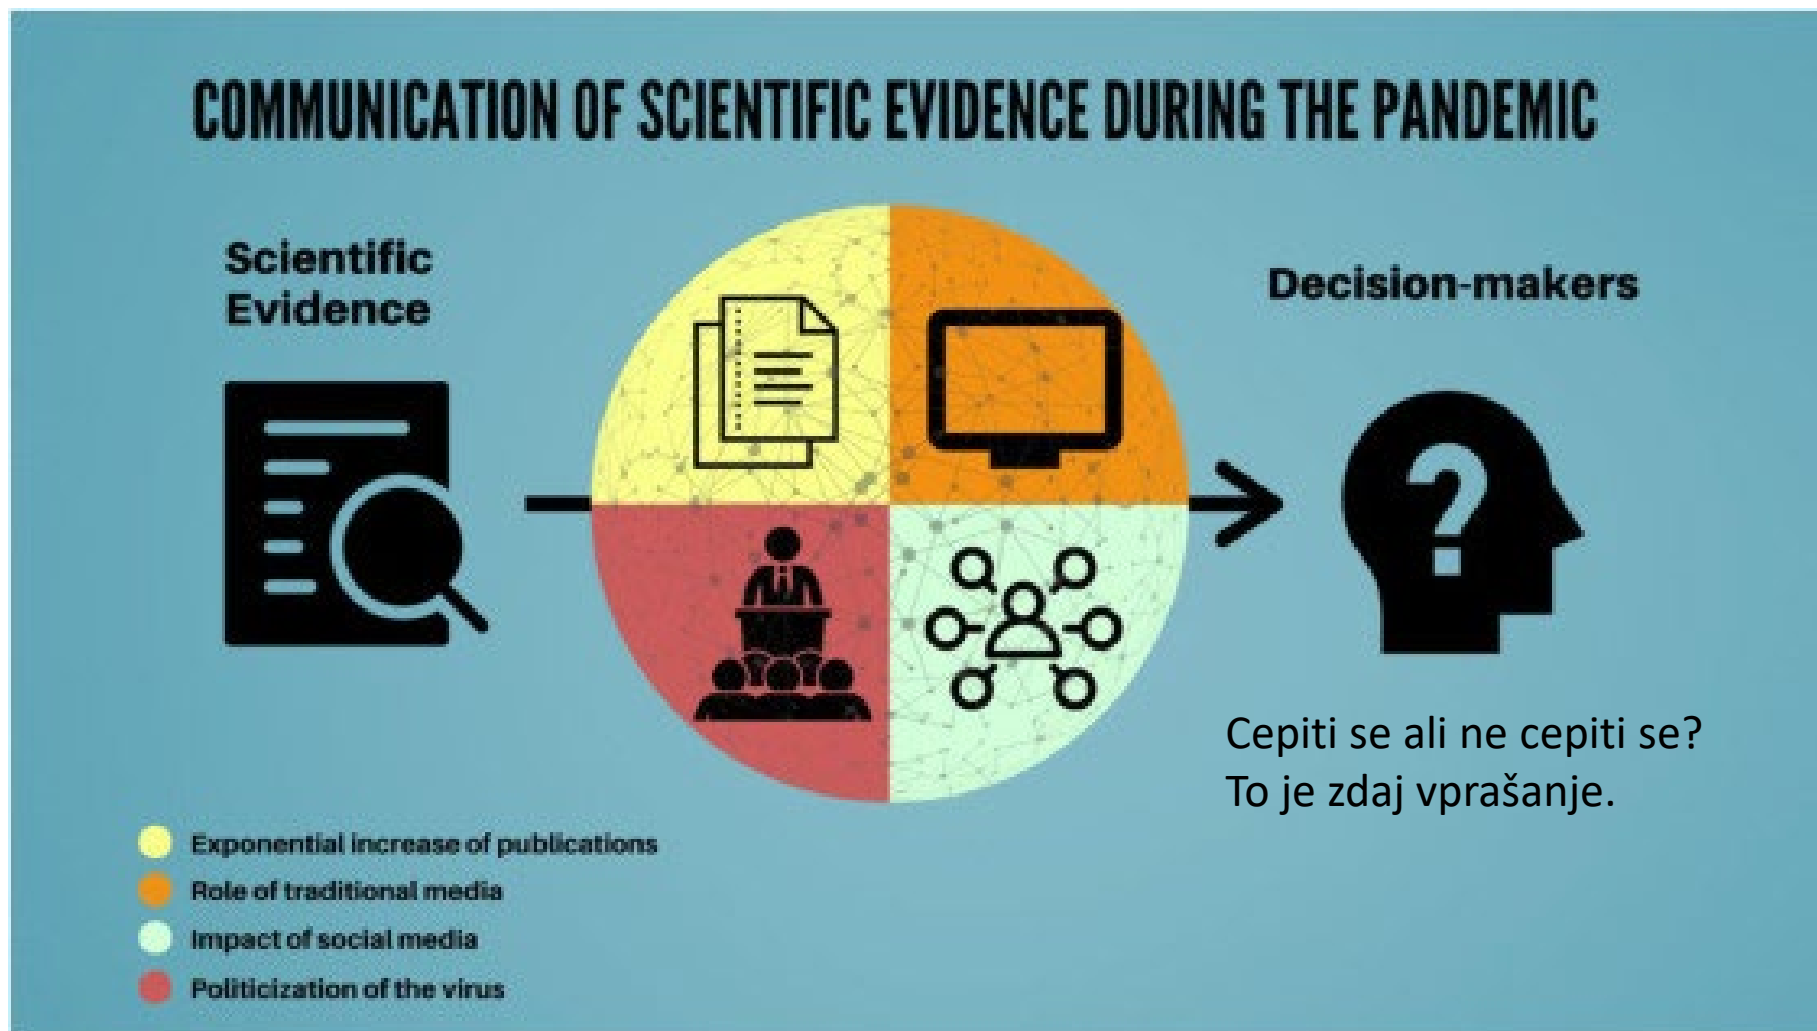 COMMUNICATION OF SCIENTIFIC EVIDENCE DURING THE PANDEMIC
Scientific
Evidence
Decision-makers
?
Cepiti se ali ne cepiti se?
To je zdaj vprašanje.
Exponential increase of publications
Role of traditional media
Impact of social media
Politicization of the virus